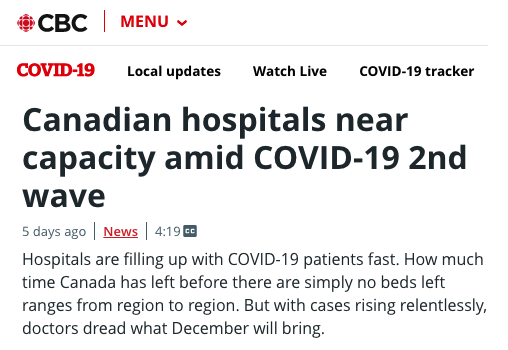 CBC MENU
COVID-19 Local updates Watch Live COVID-19 tracker
Canadian hospitals near
capacity amid COVID-19 2nd
wave
5 days ago News 4:19 CC
Hospitals are filling up with COVID-19 patients fast. How much
time Canada has left before there are simply no beds left
ranges from region to region. But with cases rising relentlessly,
doctors dread what December will bring.